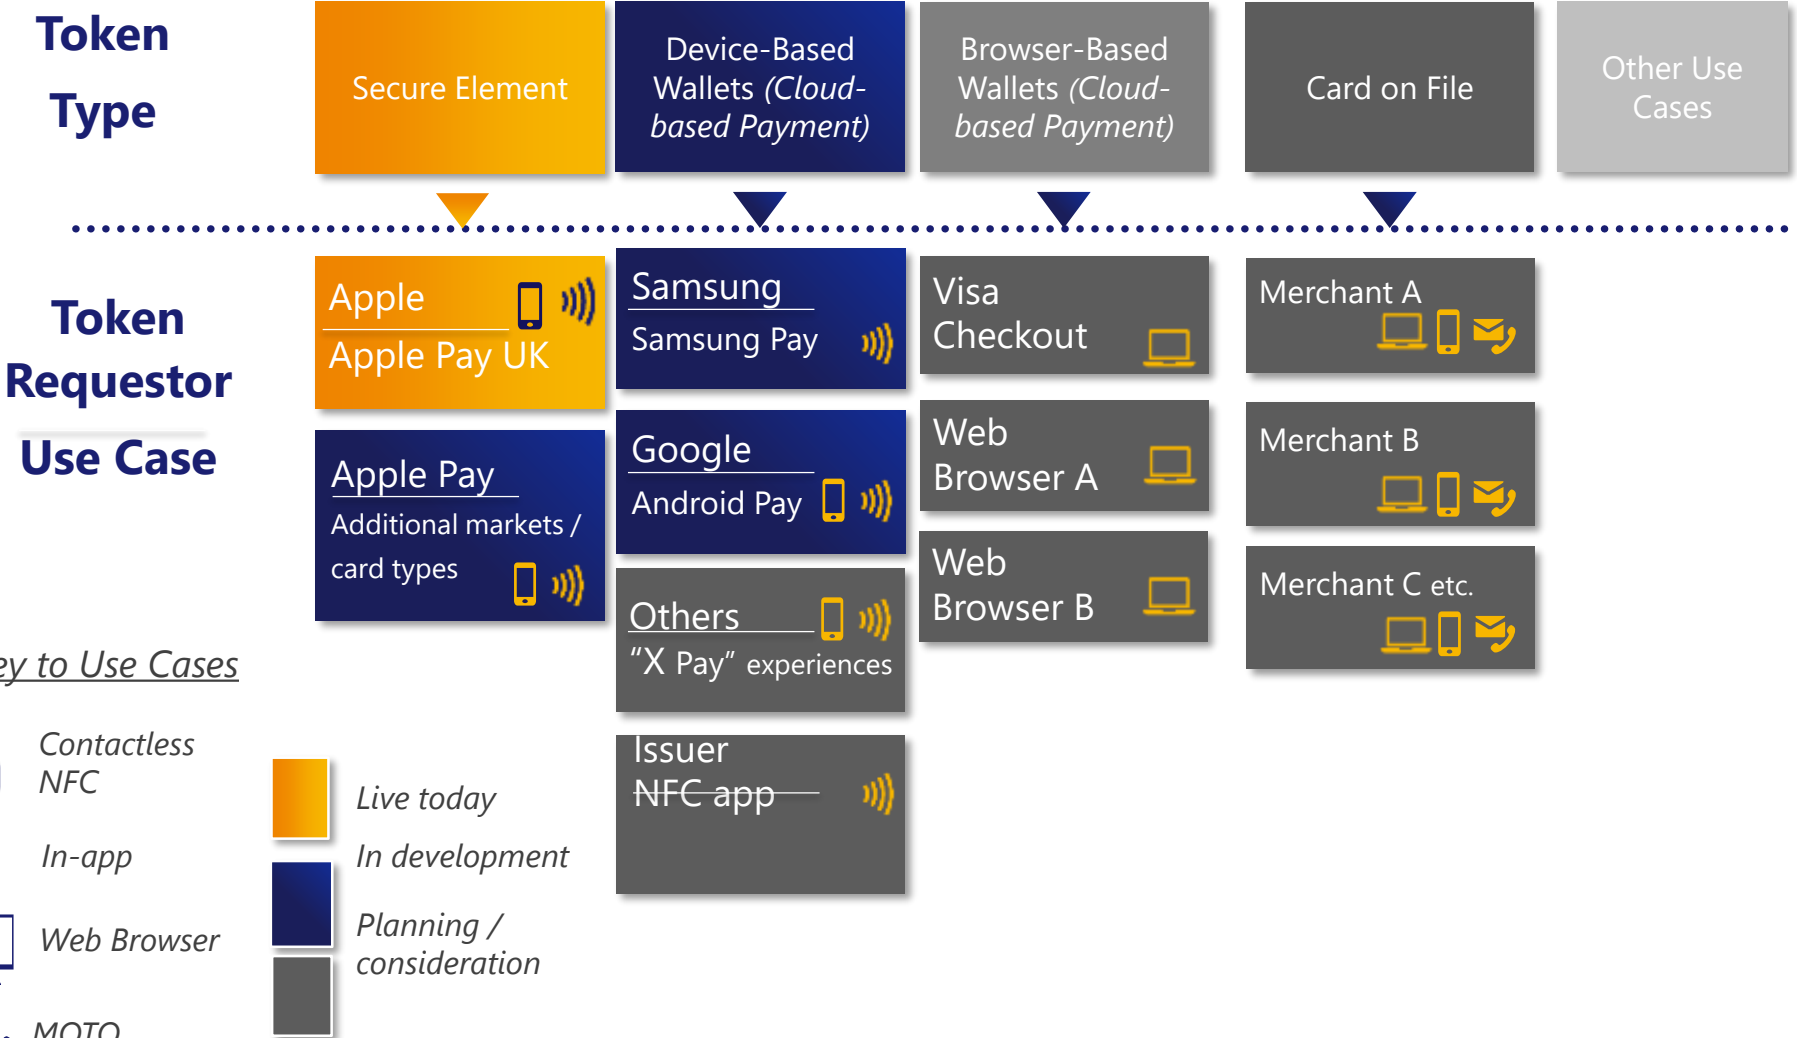 Token
Type
Secure Element
Device-Based
Wallets (Cloud-
based Payment)
Browser-Based
Wallets (Cloud-
based Payment)
Card on File
Other Use
Cases
Token
Requestor
Use Case
Apple
Apple Pay UK
Apple Pay
Additional markets /
card types
Samsung
Samsung Pay
Google
Android Pay
Others
“X Pay” experiences
Issuer
NFC app
Visa
Checkout
Web
Browser A
Web
Browser B
Merchant A
Merchant B
Merchant C etc.
ey to Use Cases
Contactless
NFC
In-app
Web Browser
MOTO
Live today
In development
Planning /
consideration